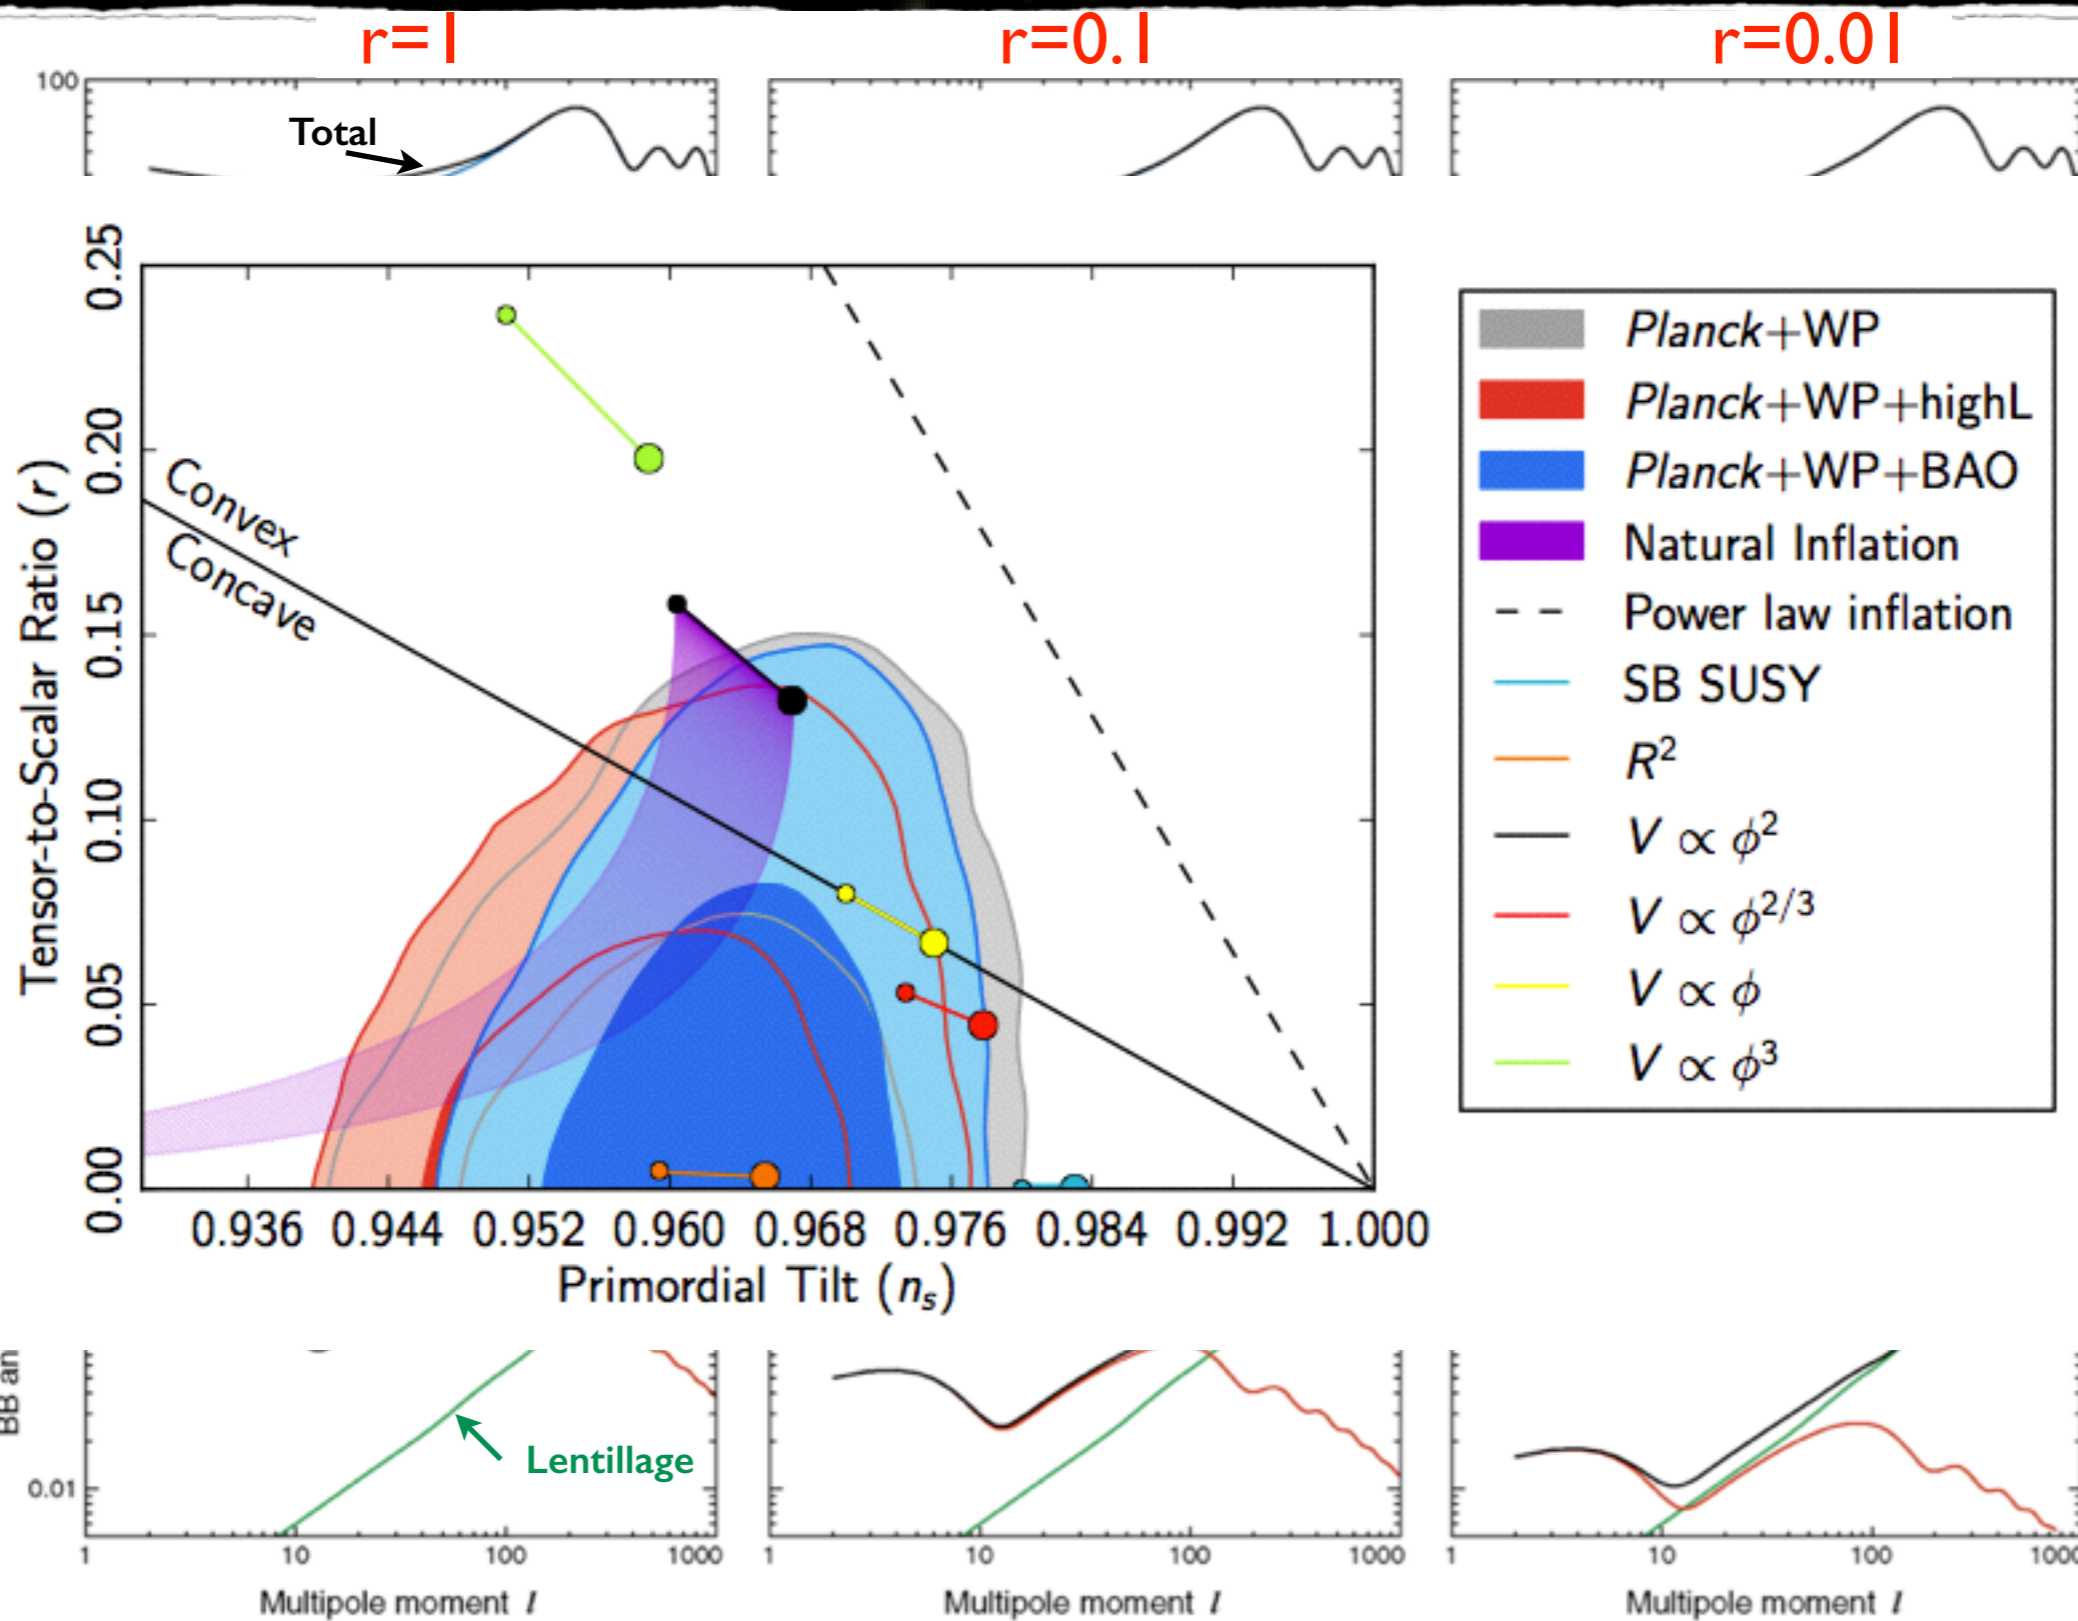 r=1
r=0.1
r=0.01
100
Total
0.25
0.20
0.15
0.10
0.05
0.00
Tensor-to-Scalar Ratio (r)
Convex
Concave
0.936 0.944 0.952 0.960 0.968 0.976 0.984 0.992 1.000
Primordial Tilt (nₛ)
Planck+WP
Planck+WP+highL
Planck+WP+BAO
Natural Inflation
Power law inflation
SB SUSY
R²
V ∝ ϕ²
V ∝ ϕ^{2/3}
V ∝ ϕ
V ∝ ϕ³
BB an
0.01
Lentillage
1 10 100 1000
1 10 100 1000
1 10 100 1000
Multipole moment l
Multipole moment l
Multipole moment l